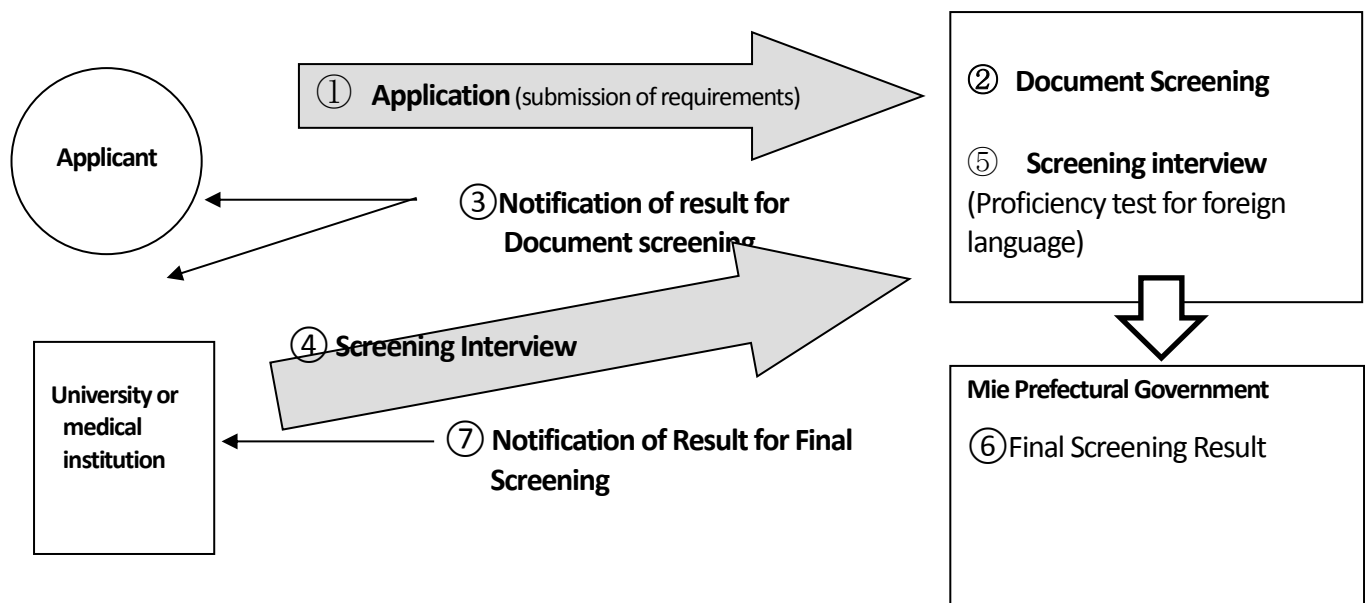 ① Application (submission of requirements)
② Document Screening
Applicant
⑤ Screening interview
(Proficiency test for foreign
language)
③Notification of result for
Document screening
④ Screening Interview
University or
medical
institution
Mie Prefectural Government
⑦ Notification of Result for Final
Screening
⑥Final Screening Result